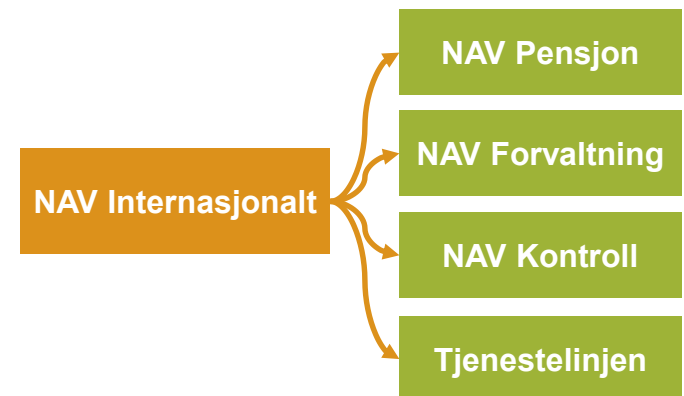 NAV Internasjonalt
NAV Pensjon
NAV Forvaltning
NAV Kontroll
Tjenestelinjen